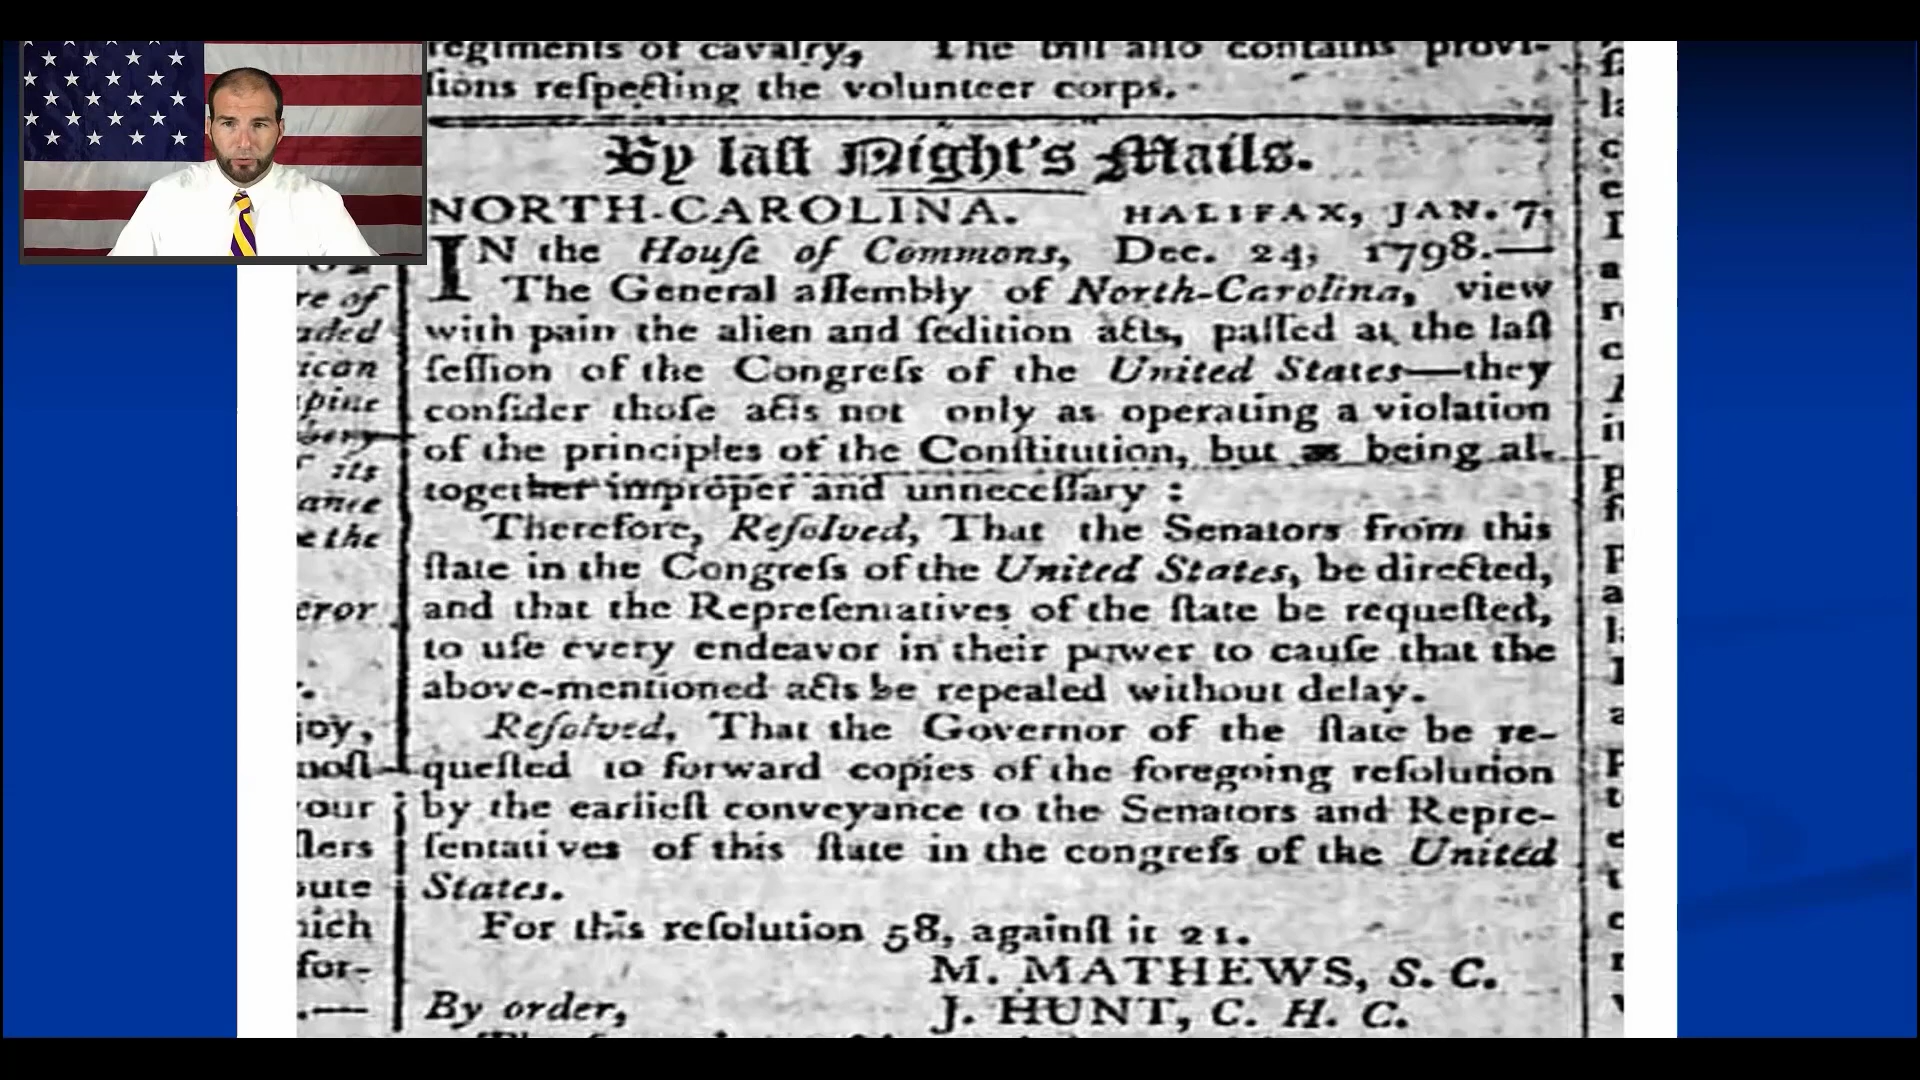 regiments of cavalry, The bill alſo contains provi-
ſions reſpecting the volunteer corps.
By laſt Night's Mails.
NORTH-CAROLINA. HALIFAX, JAN. 7,
IN the Houſe of Commons, Dec. 24, 1798.—
The General aſſembly of North-Carolina, view
with pain the alien and ſedition acts, paſſed at the laſt
ſeſſion of the Congreſs of the United States—they
conſider thoſe acts not only as operating a violation
of the principles of the Conſtitution, but as being al-
together improper and unneceſſary :
Therefore, Reſolved, That the Senators from this
ſtate in the Congreſs of the United States, be directed,
and that the Repreſentatives of the ſtate be requeſted,
to uſe every endeavor in their power to cauſe that the
above-mentioned acts be repealed without delay.
Reſolved, That the Governor of the ſtate be re-
queſted to forward copies of the foregoing reſolution
by the earlieſt conveyance to the Senators and Repre-
ſentatives of this ſtate in the congreſs of the United
States.
For this reſolution 58, againſt it 21.
M. MATHEWS, S. C.
By order, J. HUNT, C. H. C.